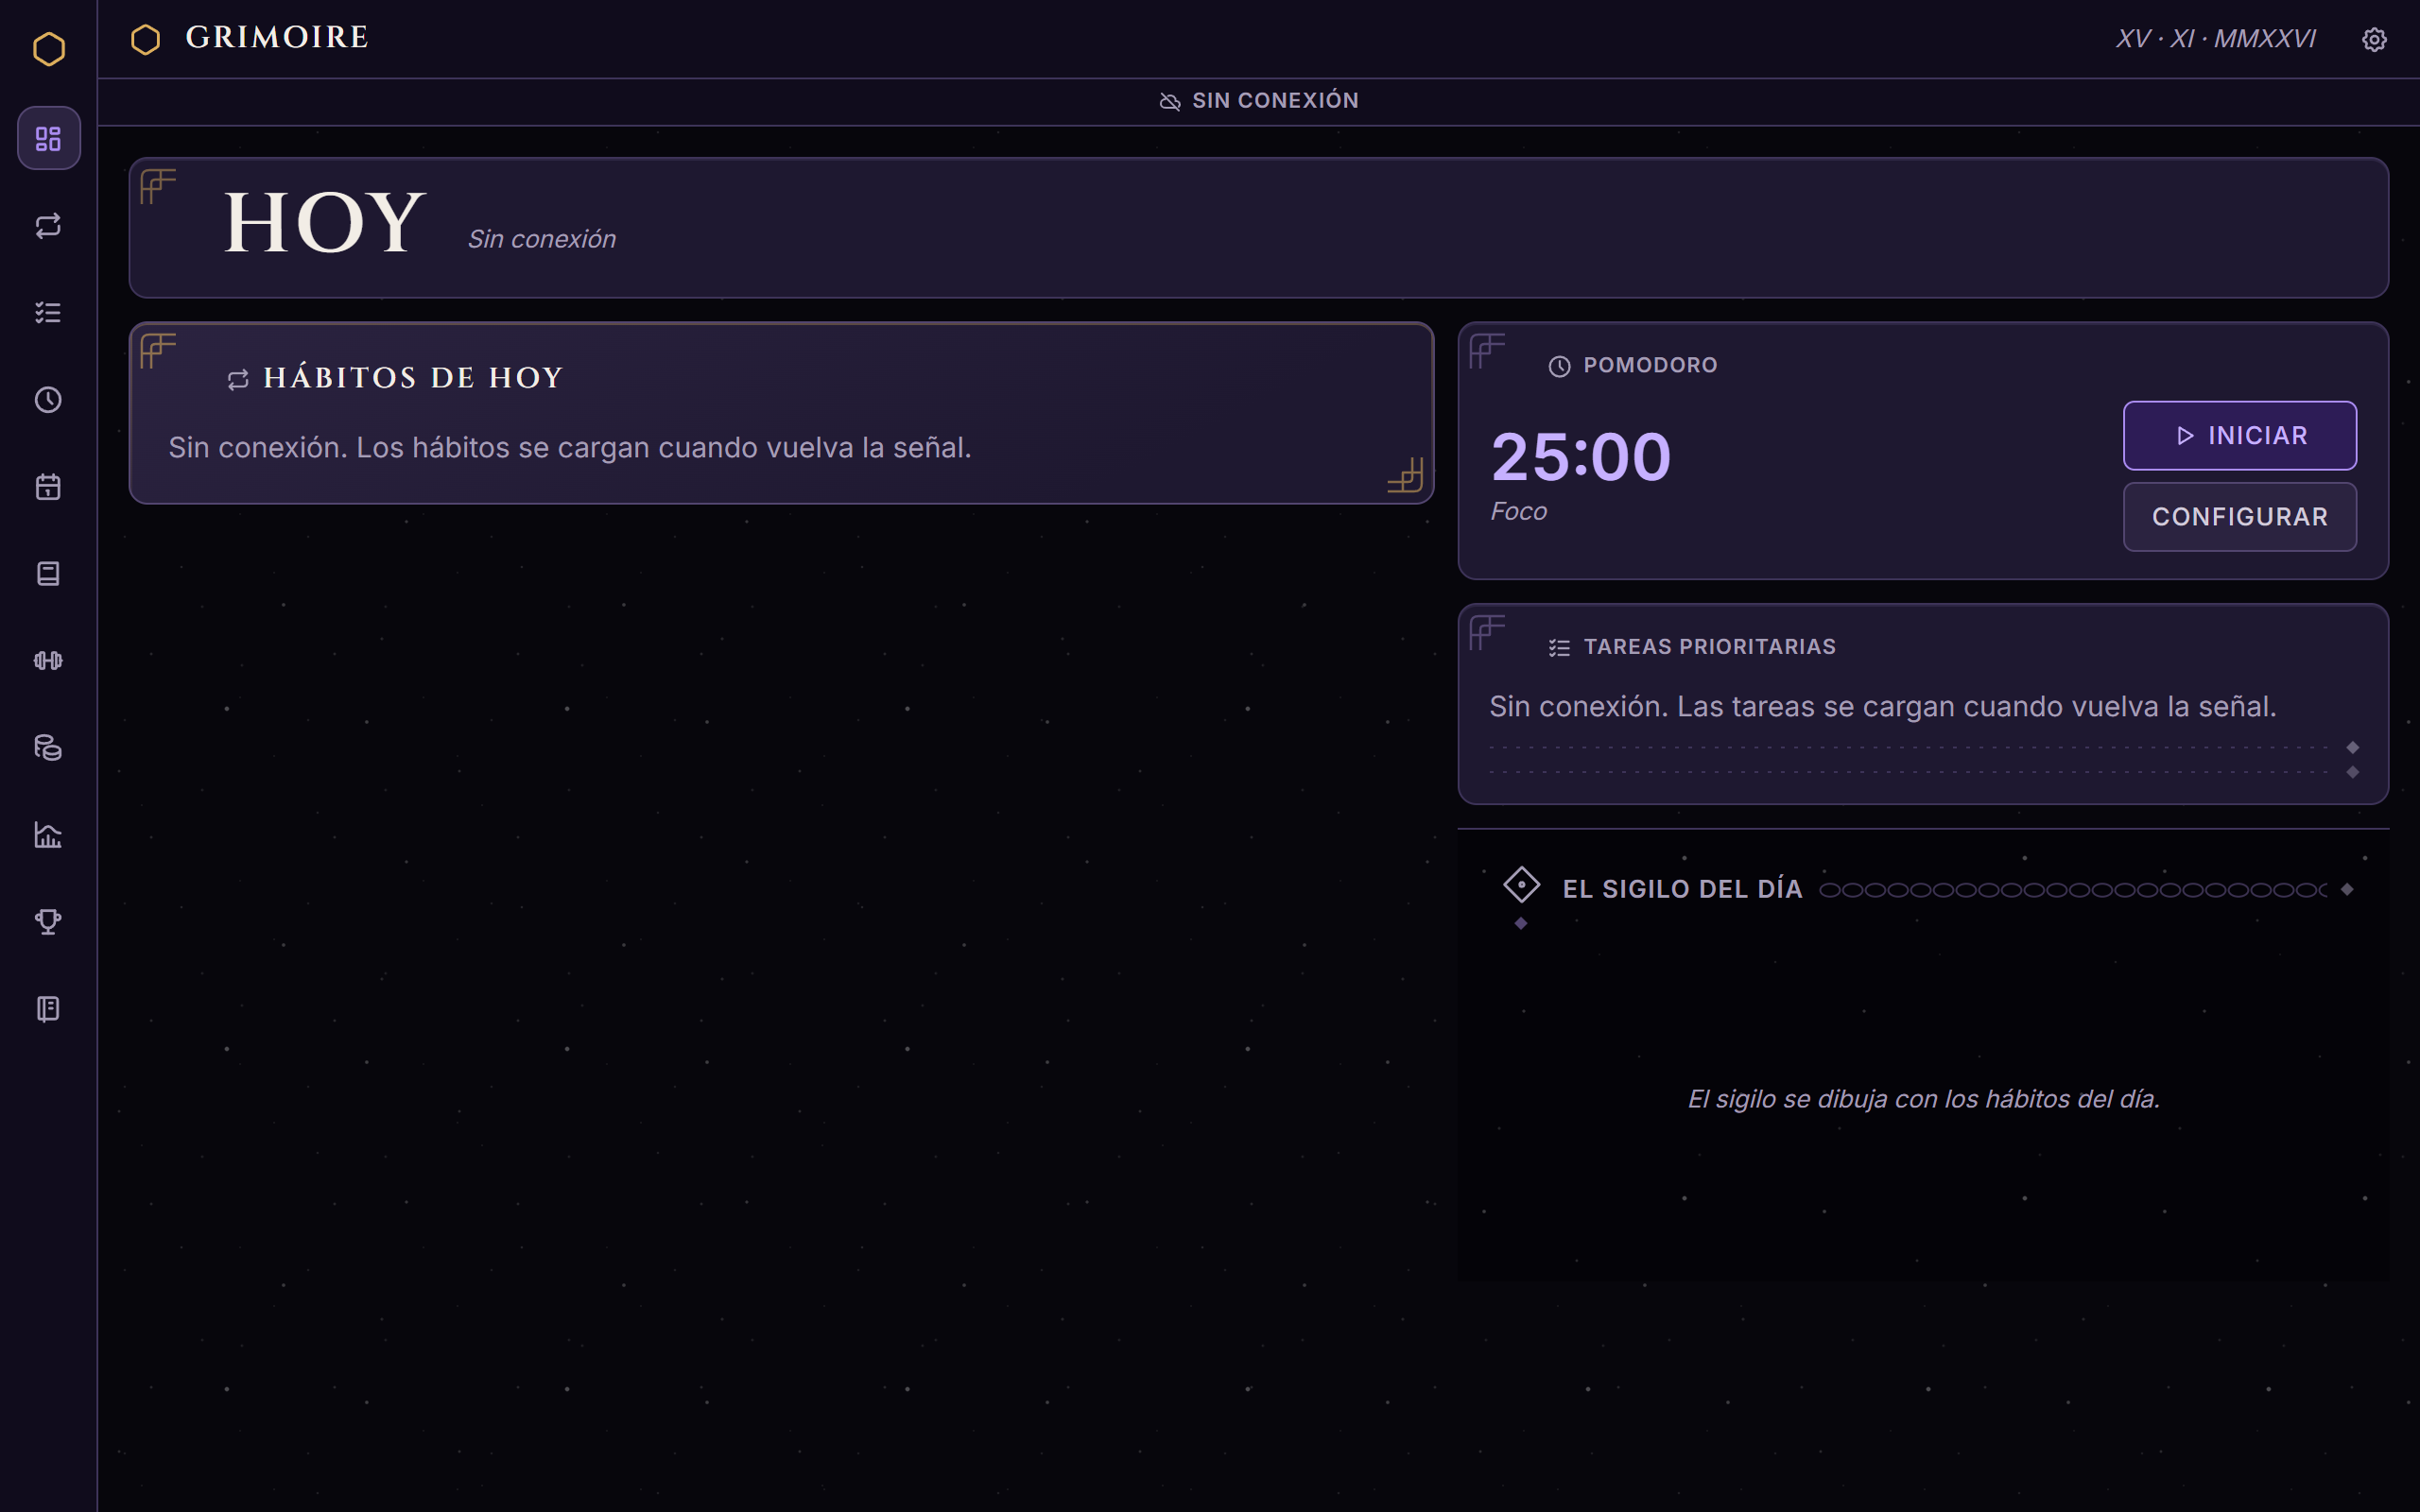 GRIMOIRE
XV · XI · MMXXVI
SIN CONEXIÓN
HOY
Sin conexión
HÁBITOS DE HOY
Sin conexión. Los hábitos se cargan cuando vuelva la señal.
POMODORO
25:00
Foco
INICIAR
CONFIGURAR
TAREAS PRIORITARIAS
Sin conexión. Las tareas se cargan cuando vuelva la señal.
EL SIGILO DEL DÍA
El sigilo se dibuja con los hábitos del día.